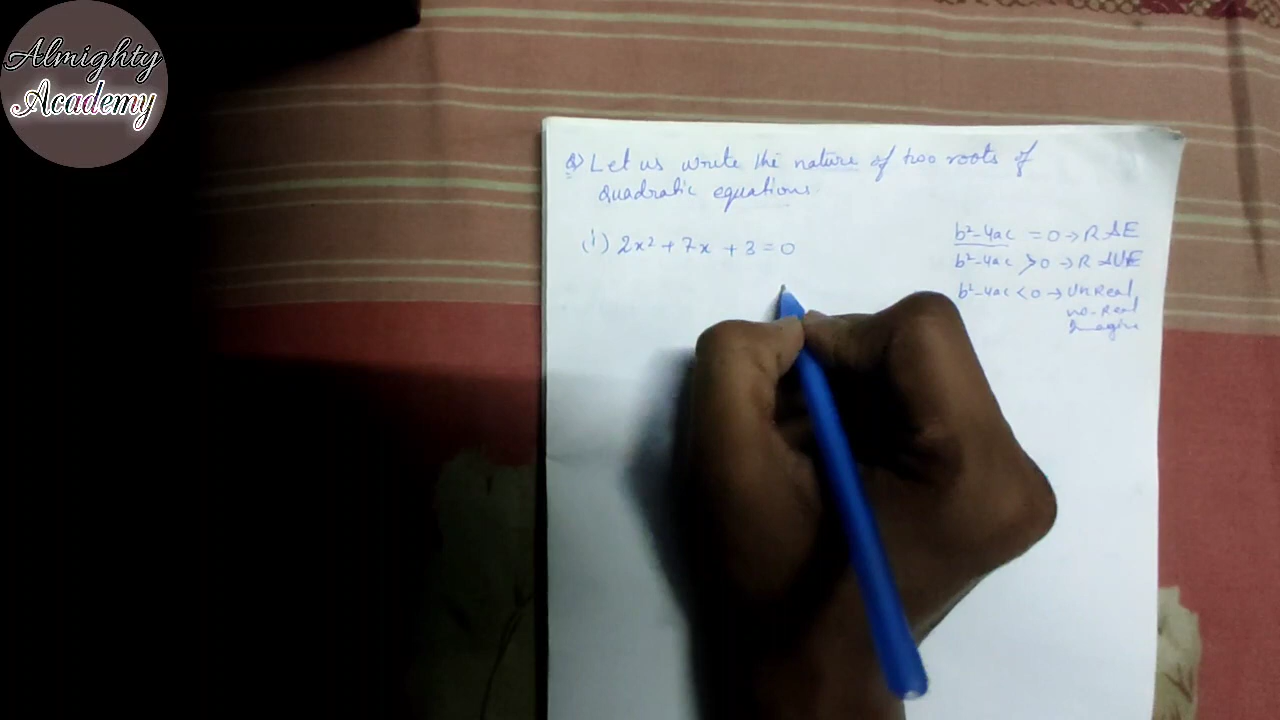 Almighty
Academy
Q) Let us write the nature of two roots of
quadratic equations
(i) 2x² + 7x + 3 = 0
b²-4ac = 0 → R & E
b²-4ac > 0 → R & UE
b²-4ac < 0 → UnReal,
no-Real